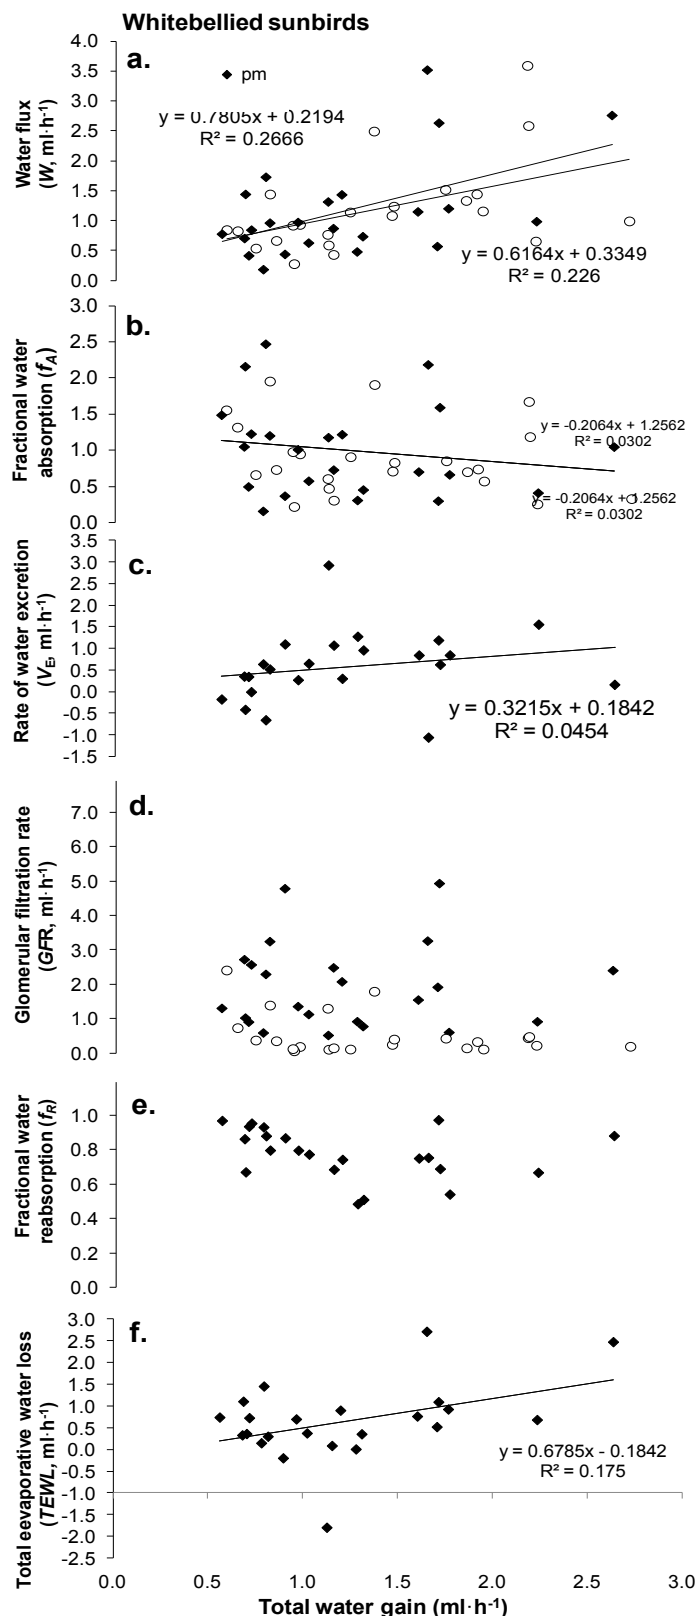 Whitebellied sunbirds
a.
pm
Water flux
(W, ml·h-1)
4.0
3.5
3.0
2.5
2.0
1.5
1.0
0.5
0.0
y = 0.7805x + 0.2194
R² = 0.2666
y = 0.6164x + 0.3349
R² = 0.226
b.
Fractional water
absorption (fA)
3.0
2.5
2.0
1.5
1.0
0.5
0.0
y = -0.2064x + 1.2562
R² = 0.0302
y = -0.2064x + 1.2562
R² = 0.0302
c.
Rate of water excretion
(VE, ml·h-1)
3.5
3.0
2.5
2.0
1.5
1.0
0.5
0.0
-0.5
-1.0
-1.5
y = 0.3215x + 0.1842
R² = 0.0454
d.
Glomerular filtration rate
(GFR, ml·h-1)
7.0
6.0
5.0
4.0
3.0
2.0
1.0
0.0
e.
Fractional water
reabsorption (fR)
1.0
0.8
0.6
0.4
0.2
0.0
f.
Total eevaporative water loss
(TEWL, ml·h-1)
3.0
2.5
2.0
1.5
1.0
0.5
0.0
-0.5
-1.0
-1.5
-2.0
-2.5
y = 0.6785x - 0.1842
R² = 0.175
0.0 0.5 1.0 1.5 2.0 2.5 3.0
Total water gain (ml·h-1)